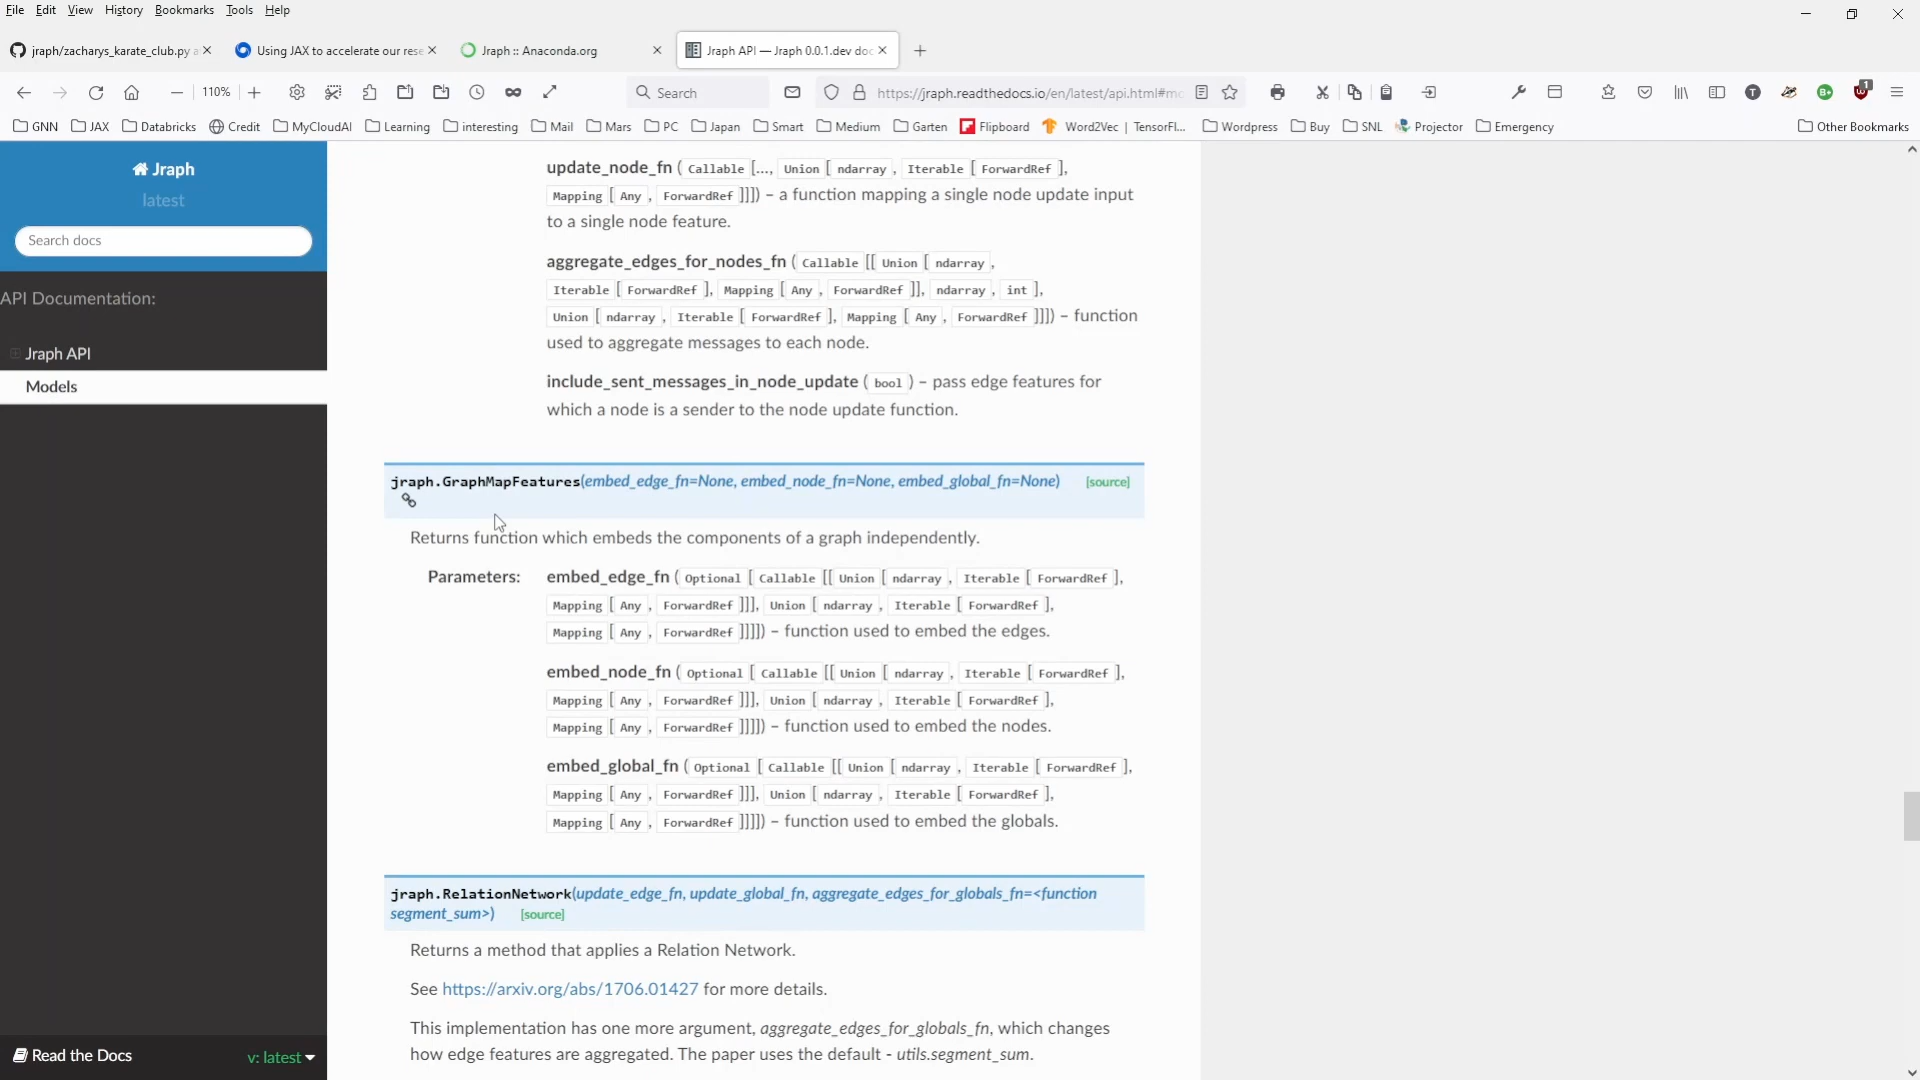 File Edit View History Bookmarks Tools Help
jraph/zacharys_karate_club.py a
Using JAX to accelerate our rese
Jraph :: Anaconda.org
Jraph API — Jraph 0.0.1.dev doc
110%
Search
https://jraph.readthedocs.io/en/latest/api.html#mo
1
GNN JAX Databricks Credit MyCloudAI Learning interesting Mail Mars PC Japan Smart Medium Garten Flipboard Word2Vec | TensorFl... Wordpress Buy SNL Projector Emergency Other Bookmarks
Jraph
latest
Search docs
API Documentation:
Jraph API
Models
Read the Docs
v: latest
update_node_fn ( Callable [..., Union [ ndarray , Iterable [ ForwardRef ],
Mapping [ Any , ForwardRef ]]]) – a function mapping a single node update input
to a single node feature.
aggregate_edges_for_nodes_fn ( Callable [[ Union [ ndarray ,
Iterable [ ForwardRef ], Mapping [ Any , ForwardRef ]], ndarray , int ],
Union [ ndarray , Iterable [ ForwardRef ], Mapping [ Any , ForwardRef ]]]) – function
used to aggregate messages to each node.
include_sent_messages_in_node_update ( bool ) – pass edge features for
which a node is a sender to the node update function.
jraph.GraphMapFeatures(embed_edge_fn=None, embed_node_fn=None, embed_global_fn=None) [source]
Returns function which embeds the components of a graph independently.
Parameters: embed_edge_fn ( Optional [ Callable [[ Union [ ndarray , Iterable [ ForwardRef ],
Mapping [ Any , ForwardRef ]]], Union [ ndarray , Iterable [ ForwardRef ],
Mapping [ Any , ForwardRef ]]]]) – function used to embed the edges.
embed_node_fn ( Optional [ Callable [[ Union [ ndarray , Iterable [ ForwardRef ],
Mapping [ Any , ForwardRef ]]], Union [ ndarray , Iterable [ ForwardRef ],
Mapping [ Any , ForwardRef ]]]]) – function used to embed the nodes.
embed_global_fn ( Optional [ Callable [[ Union [ ndarray , Iterable [ ForwardRef ],
Mapping [ Any , ForwardRef ]]], Union [ ndarray , Iterable [ ForwardRef ],
Mapping [ Any , ForwardRef ]]]]) – function used to embed the globals.
jraph.RelationNetwork(update_edge_fn, update_global_fn, aggregate_edges_for_globals_fn=<function
segment_sum>) [source]
Returns a method that applies a Relation Network.
See https://arxiv.org/abs/1706.01427 for more details.
This implementation has one more argument, aggregate_edges_for_globals_fn, which changes
how edge features are aggregated. The paper uses the default - utils.segment_sum.